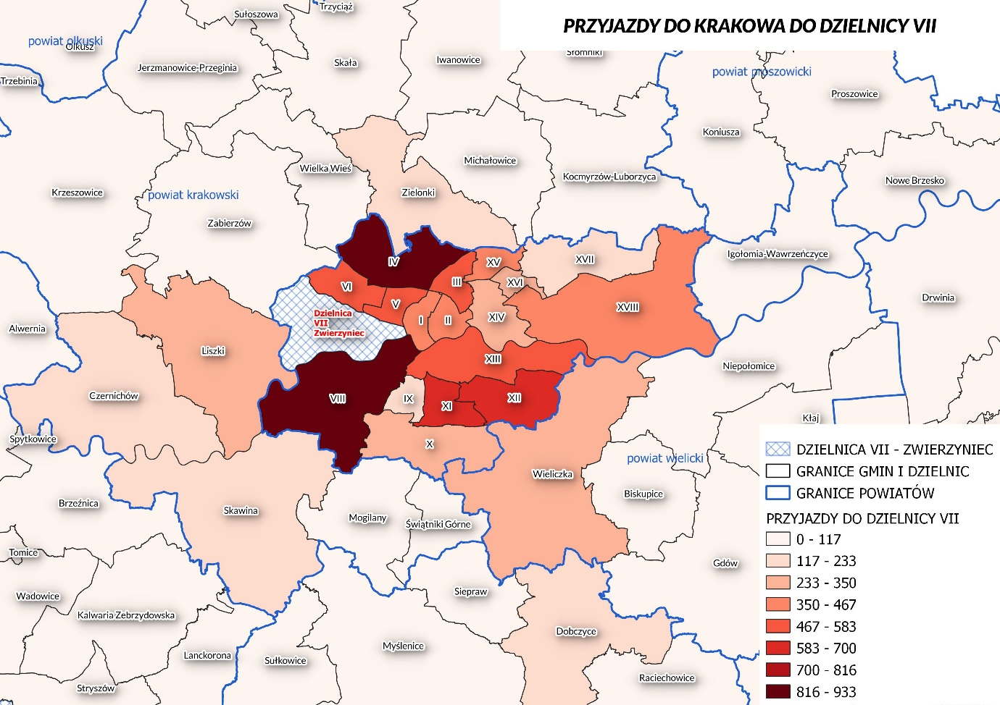 PRZYJAZDY DO KRAKOWA DO DZIELNICY VII
Sułoszowa
Trzyciąż
powiat olkuski
Olkusz
Jerzmanowice-Przeginia
Skała
Iwanowice
Słomniki
powiat proszowicki
Trzebinia
Proszowice
Koniusza
Wielka Wieś
Michałowice
Kocmyrzów-Luborzyca
Nowe Brzesko
Krzeszowice
powiat krakowski
Zielonki
Zabierzów
Igołomia-Wawrzeńczyce
IV
XV
XVII
III
XVI
VI
Drwinia
V
XVIII
Dzielnica
VII
Zwierzyniec
I
II
XIV
Alwernia
Liszki
XIII
Niepołomice
Czernichów
VIII
IX
XI
XII
Kłaj
Spytkowice
X
powiat wielicki
Wieliczka
Biskupice
Brzeźnica
Skawina
Mogilany
Świątniki Górne
Tomice
Gdów
Wadowice
Siepraw
Kalwaria Zebrzydowska
Dobczyce
Myślenice
Lanckorona
Sułkowice
Raciechowice
Stryszów
DZIELNICA VII - ZWIERZYNIEC
GRANICE GMIN I DZIELNIC
GRANICE POWIATÓW
PRZYJAZDY DO DZIELNICY VII
0 - 117
117 - 233
233 - 350
350 - 467
467 - 583
583 - 700
700 - 816
816 - 933